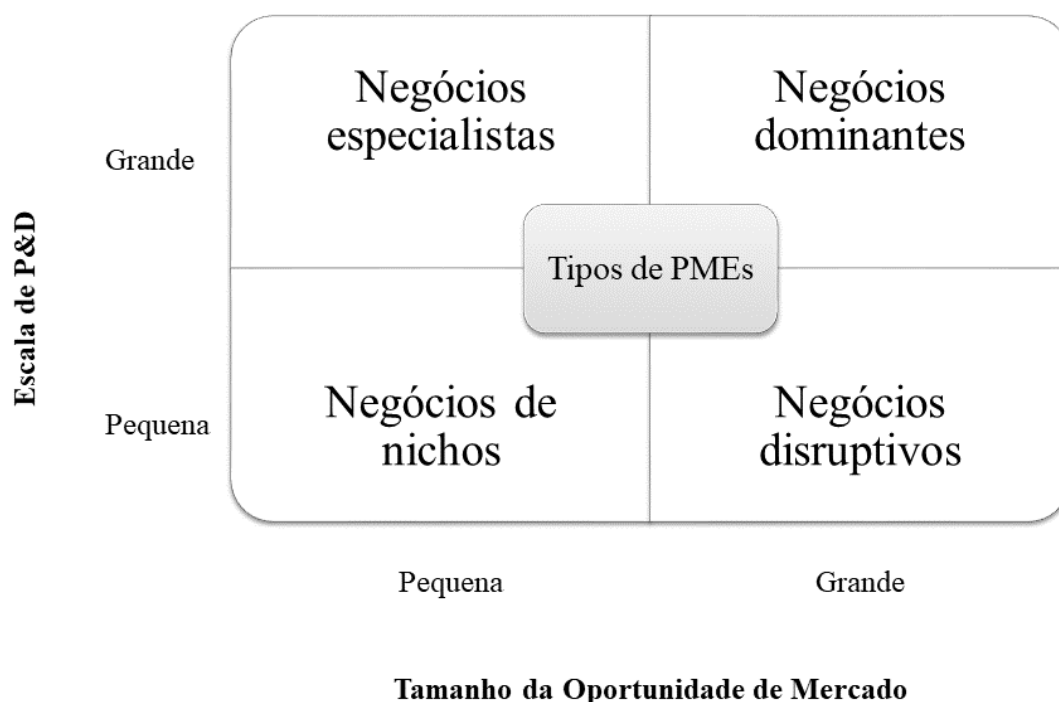 Negócios
especialistas
Negócios
dominantes
Grande
Escala de P&D
Tipos de PMEs
Negócios de
nichos
Negócios
disruptivos
Pequena
Pequena
Grande
Tamanho da Oportunidade de Mercado